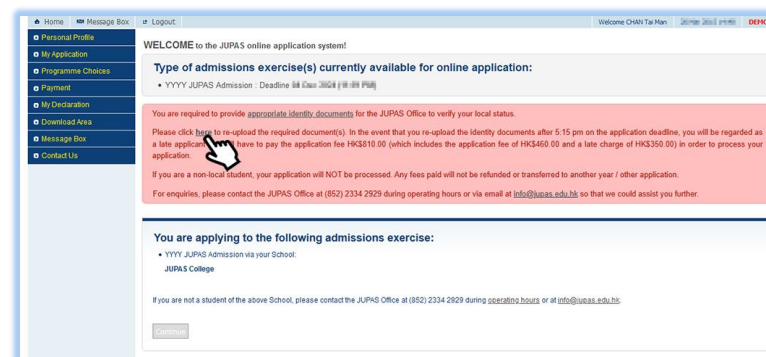 Home Message Box Logout Welcome CHAN Tai Man DEMO
Personal Profile
My Application
Programme Choices
Payment
My Declaration
Download Area
Message Box
Contact Us
WELCOME to the JUPAS online application system!
Type of admissions exercise(s) currently available for online application:
• YYYY JUPAS Admission : Deadline
You are required to provide appropriate identity documents for the JUPAS Office to verify your local status.
Please click here to re-upload the required document(s). In the event that you re-upload the identity documents after 5:15 pm on the application deadline, you will be regarded as
a late applicant have to pay the application fee HK$810.00 (which includes the application fee of HK$460.00 and a late charge of HK$350.00) in order to process your
application.
If you are a non-local student, your application will NOT be processed. Any fees paid will not be refunded or transferred to another year / other application.
For enquiries, please contact the JUPAS Office at (852) 2334 2929 during operating hours or via email at info@jupas.edu.hk so that we could assist you further.
You are applying to the following admissions exercise:
• YYYY JUPAS Admission via your School:
JUPAS College
If you are not a student of the above School, please contact the JUPAS Office at (852) 2334 2929 during operating hours or at info@jupas.edu.hk.
Continue